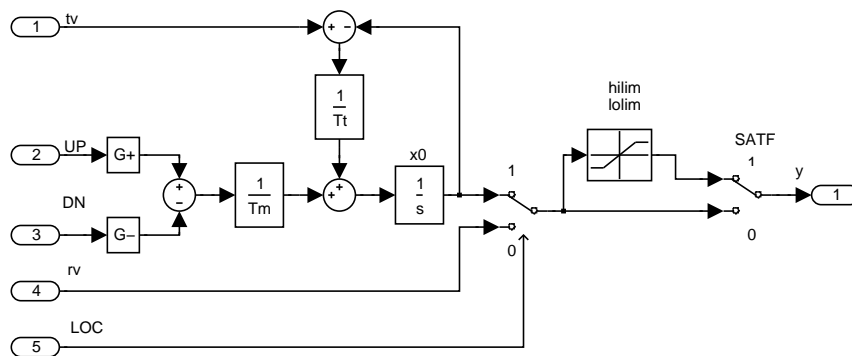 1 tv + −
1
Tt
hilim
lolim
2 UP G+
x0
SATF
1
+
−
1
Tm
+ +
1
s
1
y 1
DN
3 G−
0
0
4 rv
5 LOC